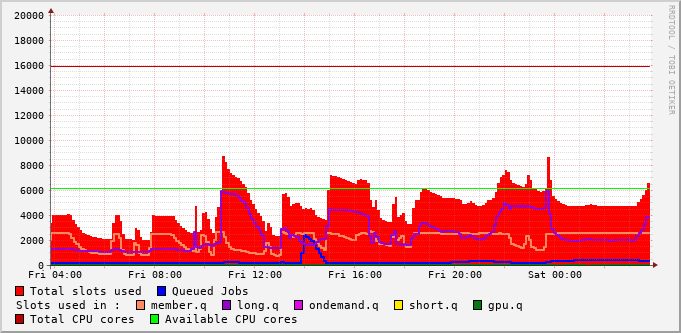 20000
18000
16000
14000
12000
10000
8000
6000
4000
2000
0
Fri 04:00 Fri 08:00 Fri 12:00 Fri 16:00 Fri 20:00 Sat 00:00
RRDTOOL / TOBI OETIKER
Total slots used Queued Jobs
Slots used in : member.q long.q ondemand.q short.q gpu.q
Total CPU cores Available CPU cores